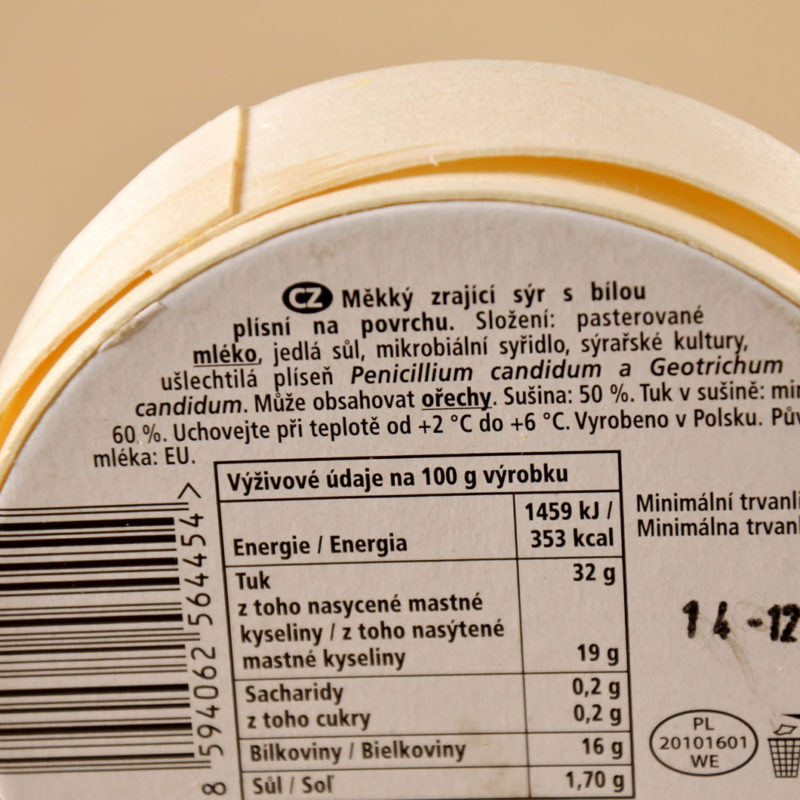 CZ Měkký zrající sýr s bílou
plísní na povrchu. Složení: pasterované
mléko, jedlá sůl, mikrobiální syřidlo, sýrařské kultury,
ušlechtilá plíseň Penicillium candidum a Geotrichum
candidum. Může obsahovat ořechy. Sušina: 50 %. Tuk v sušině:
60 %. Uchovejte při teplotě od +2 °C do +6 °C. Vyrobeno v Polsku.
mléka: EU.
Výživové údaje na 100 g výrobku
Energie / Energia 1459 kJ / 353 kcal
Tuk 32 g
z toho nasycené mastné
kyseliny / z toho nasýtené
mastné kyseliny 19 g
Sacharidy 0,2 g
z toho cukry 0,2 g
Bílkoviny / Bielkoviny 16 g
Sůl / Soľ 1,70 g
Minimální
Minimálna
14-12
PL
20101601
WE
8 594062 564454 >